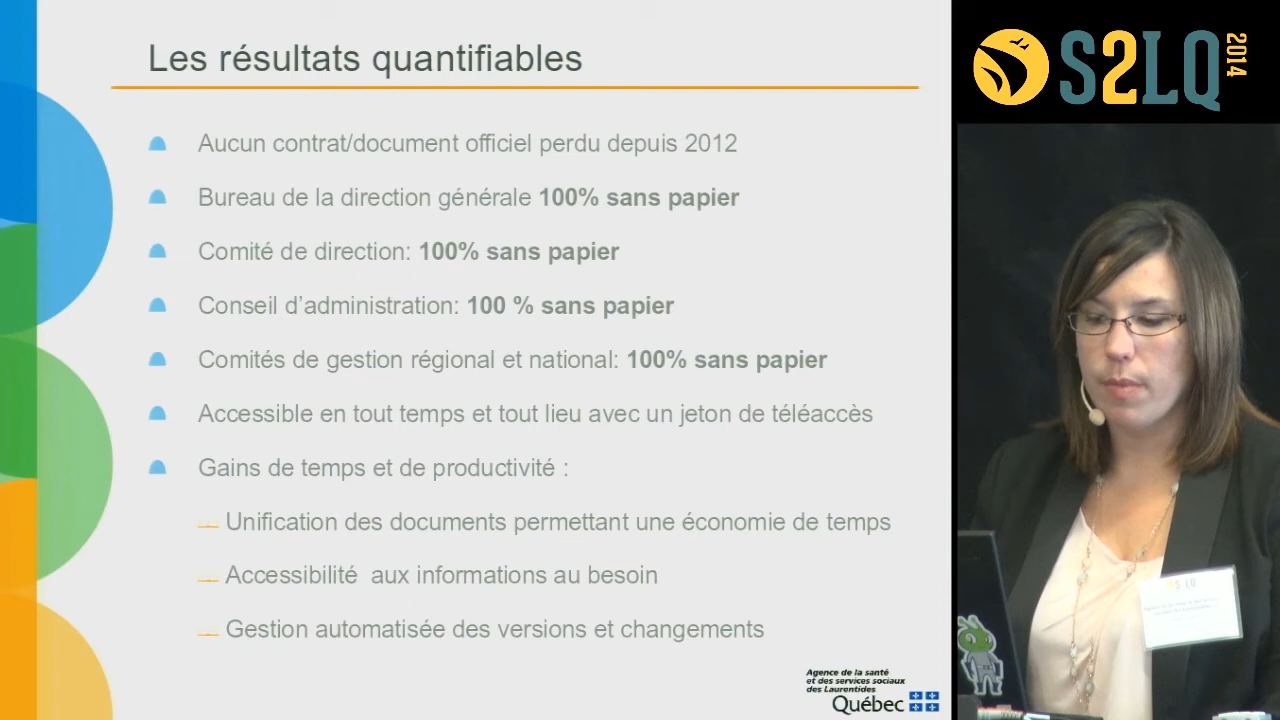 Les résultats quantifiables
Aucun contrat/document officiel perdu depuis 2012
Bureau de la direction générale 100% sans papier
Comité de direction: 100% sans papier
Conseil d’administration: 100 % sans papier
Comités de gestion régional et national: 100% sans papier
Accessible en tout temps et tout lieu avec un jeton de téléaccès
Gains de temps et de productivité :
Unification des documents permettant une économie de temps
Accessibilité aux informations au besoin
Gestion automatisée des versions et changements
Agence de la santé
et des services sociaux
des Laurentides
Québec
S2LQ 2014